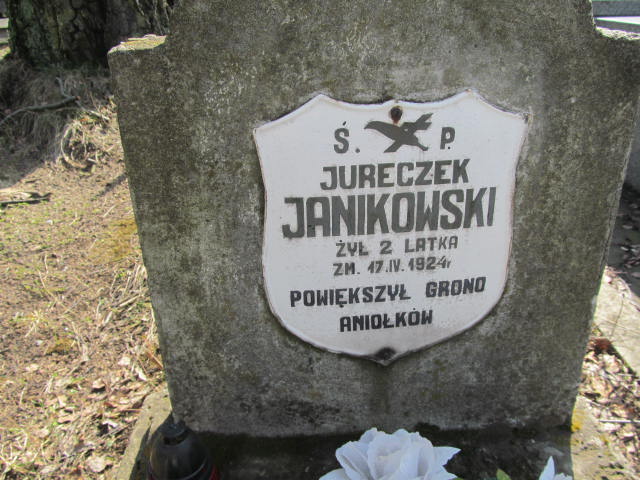 Ś. P.
JURECZEK
JANIKOWSKI
ŻYŁ 2 LATKA
ZM. 17.IV.1924r
POWIĘKSZYŁ GRONO
ANIOŁKÓW